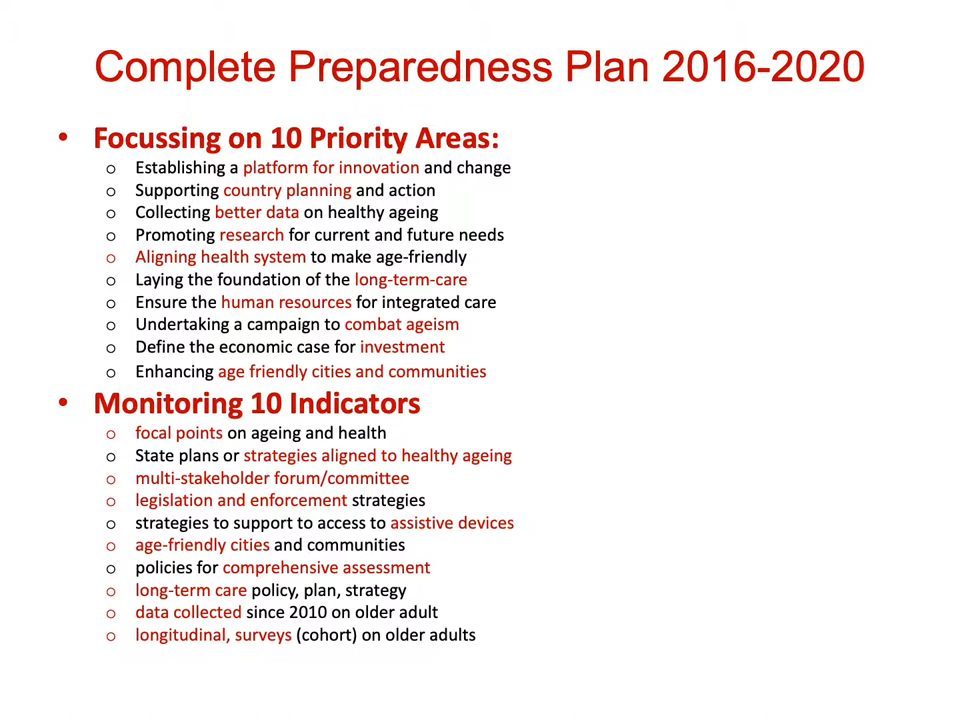 Complete Preparedness Plan 2016-2020
• Focussing on 10 Priority Areas:
o Establishing a platform for innovation and change
o Supporting country planning and action
o Collecting better data on healthy ageing
o Promoting research for current and future needs
o Aligning health system to make age-friendly
o Laying the foundation of the long-term-care
o Ensure the human resources for integrated care
o Undertaking a campaign to combat ageism
o Define the economic case for investment
o Enhancing age friendly cities and communities
• Monitoring 10 Indicators
o focal points on ageing and health
o State plans or strategies aligned to healthy ageing
o multi-stakeholder forum/committee
o legislation and enforcement strategies
o strategies to support to access to assistive devices
o age-friendly cities and communities
o policies for comprehensive assessment
o long-term care policy, plan, strategy
o data collected since 2010 on older adult
o longitudinal, surveys (cohort) on older adults